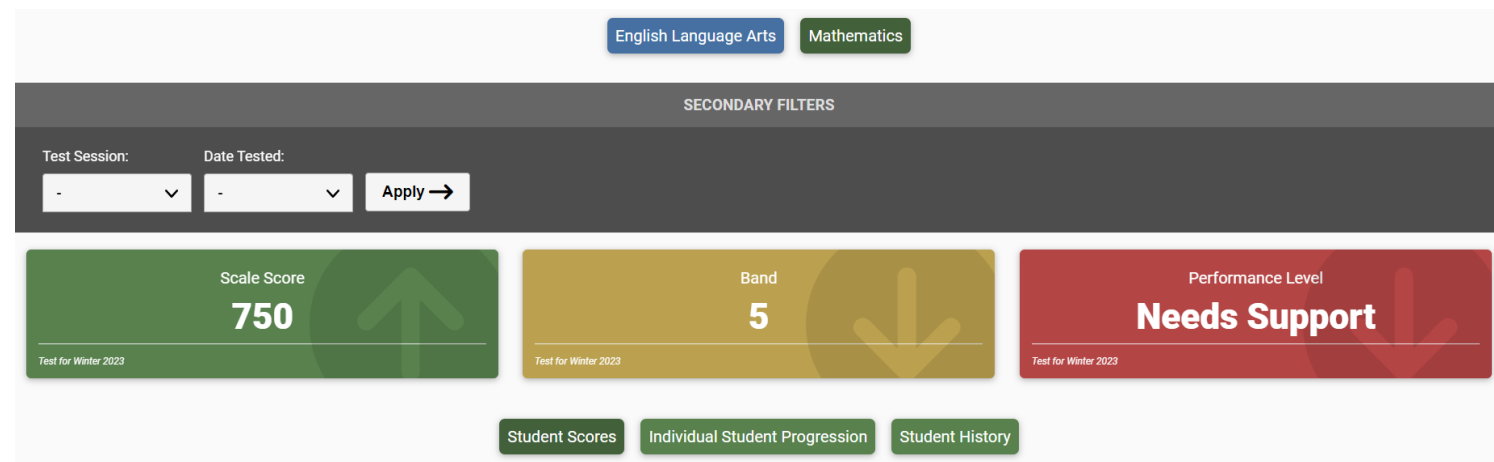 English Language Arts Mathematics
SECONDARY FILTERS
Test Session: Date Tested:
- - Apply
Scale Score Band Performance Level
750 5 Needs Support
Test for Winter 2023 Test for Winter 2023 Test for Winter 2023
Student Scores Individual Student Progression Student History